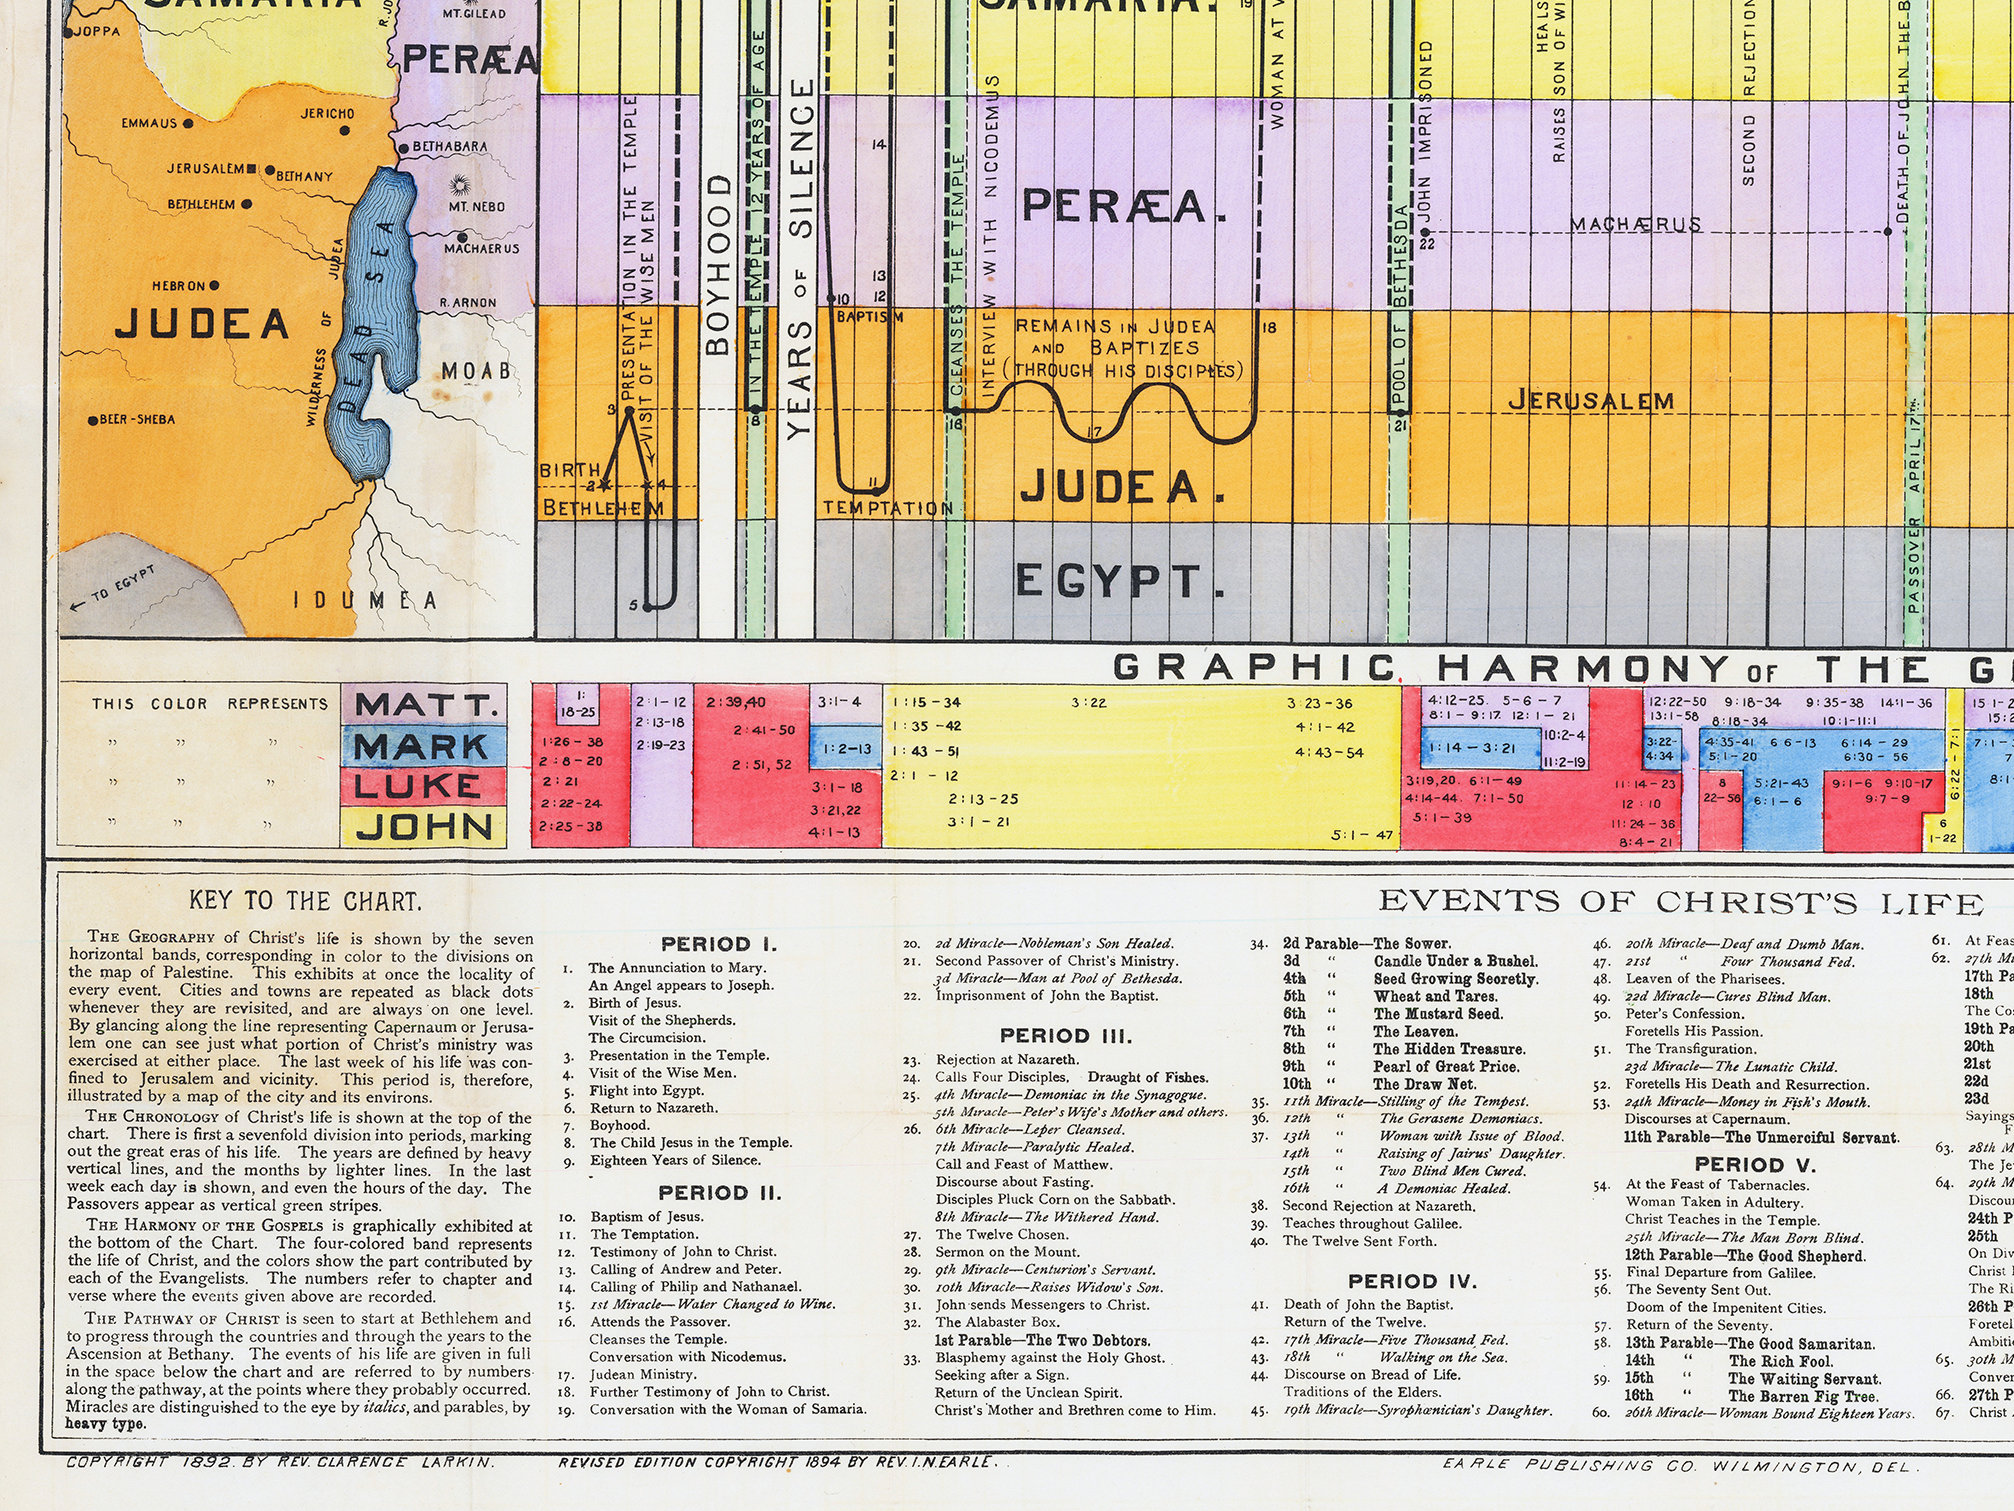 SAMARIA
JOPPA
MT. GILEAD
PERÆA
EMMAUS
JERICHO
BETHABARA
JERUSALEM
BETHANY
BETHLEHEM
MT. NEBO
MACHAERUS
HEBRON
JUDEA
R. ARNON
WILDERNESS OF JUDEA
DEAD SEA
MOAB
BEER-SHEBA
← TO EGYPT
IDUMEA
SAMARIA.
19
PERÆA.
JUDEA.
EGYPT.
PRESENTATION IN THE TEMPLE
VISIT OF THE WISE MEN
3
BIRTH
2
4
BETHLEHEM
5
BOYHOOD
IN THE TEMPLE 12 YEARS OF AGE
8
YEARS OF SILENCE
14
13
12
10
BAPTISM
11
TEMPTATION
CLEANSES THE TEMPLE
16
INTERVIEW WITH NICODEMUS
REMAINS IN JUDEA
AND BAPTIZES
(THROUGH HIS DISCIPLES)
17
18
WOMAN AT
POOL OF BETHESDA
21
JOHN IMPRISONED
22
MACHÆRUS
JERUSALEM
HEALS
RAISES SON OF
SECOND REJECTION
DEATH OF JOHN THE
PASSOVER APRIL 17TH.
GRAPHIC HARMONY OF THE
THIS COLOR REPRESENTS
MATT.
MARK
LUKE
JOHN
" " "
" " "
" " "
1:
18-25
1:26-38
2:8-20
2:21
2:22-24
2:25-38
2:1-12
2:13-18
2:19-23
2:39,40
2:41-50
2:51,52
3:1-4
1:2-13
3:1-18
3:21,22
4:1-13
1:15-34 3:22 3:23-36
1:35-42 4:1-42
1:43-51 4:43-54
2:1-12
2:13-25
3:1-21
5:1-47
4:12-25. 5-6-7
8:1-9:17. 12:1-21
10:2-4
11:2-19
1:14-3:21
3:19,20. 6:1-49
4:14-44. 7:1-50
5:1-39
11:14-23
12:10
11:24-36
8:4-21
12:22-50 9:18-34 9:35-38 14:1-36
13:1-58 8:18-34 10:1-11:1
3:22-
4:34
4:35-41 6 6-13 6:14-29
5:1-20 6:30-56
8
22-56
5:21-43
6:1-6
9:1-6 9:10-17
9:7-9
6:22-7:1
6
1-22
KEY TO THE CHART.
THE GEOGRAPHY of Christ's life is shown by the seven
horizontal bands, corresponding in color to the divisions on
the map of Palestine. This exhibits at once the locality of
every event. Cities and towns are repeated as black dots
whenever they are revisited, and are always on one level.
By glancing along the line representing Capernaum or Jerusa-
lem one can see just what portion of Christ's ministry was
exercised at either place. The last week of his life was con-
fined to Jerusalem and vicinity. This period is, therefore,
illustrated by a map of the city and its environs.
THE CHRONOLOGY of Christ's life is shown at the top of the
chart. There is first a sevenfold division into periods, marking
out the great eras of his life. The years are defined by heavy
vertical lines, and the months by lighter lines. In the last
week each day is shown, and even the hours of the day. The
Passovers appear as vertical green stripes.
THE HARMONY OF THE GOSPELS is graphically exhibited at
the bottom of the Chart. The four-colored band represents
the life of Christ, and the colors show the part contributed by
each of the Evangelists. The numbers refer to chapter and
verse where the events given above are recorded.
THE PATHWAY OF CHRIST is seen to start at Bethlehem and
to progress through the countries and through the years to the
Ascension at Bethany. The events of his life are given in full
in the space below the chart and are referred to by numbers
along the pathway, at the points where they probably occurred.
Miracles are distinguished to the eye by italics, and parables, by
heavy type.
EVENTS OF CHRIST'S LIFE
PERIOD I.
1. The Annunciation to Mary.
An Angel appears to Joseph.
2. Birth of Jesus.
Visit of the Shepherds.
The Circumcision.
3. Presentation in the Temple.
4. Visit of the Wise Men.
5. Flight into Egypt.
6. Return to Nazareth.
7. Boyhood.
8. The Child Jesus in the Temple.
9. Eighteen Years of Silence.
PERIOD II.
10. Baptism of Jesus.
11. The Temptation.
12. Testimony of John to Christ.
13. Calling of Andrew and Peter.
14. Calling of Philip and Nathanael.
15. 1st Miracle—Water Changed to Wine.
16. Attends the Passover.
Cleanses the Temple.
Conversation with Nicodemus.
17. Judean Ministry.
18. Further Testimony of John to Christ.
19. Conversation with the Woman of Samaria.
20. 2d Miracle—Nobleman's Son Healed.
21. Second Passover of Christ's Ministry.
3d Miracle—Man at Pool of Bethesda.
22. Imprisonment of John the Baptist.
PERIOD III.
23. Rejection at Nazareth.
24. Calls Four Disciples, Draught of Fishes.
25. 4th Miracle—Demoniac in the Synagogue.
5th Miracle—Peter's Wife's Mother and others.
26. 6th Miracle—Leper Cleansed.
7th Miracle—Paralytic Healed.
Call and Feast of Matthew.
Discourse about Fasting.
Disciples Pluck Corn on the Sabbath.
8th Miracle—The Withered Hand.
27. The Twelve Chosen.
28. Sermon on the Mount.
29. 9th Miracle—Centurion's Servant.
30. 10th Miracle—Raises Widow's Son.
31. John sends Messengers to Christ.
32. The Alabaster Box.
1st Parable—The Two Debtors.
33. Blasphemy against the Holy Ghost.
Seeking after a Sign.
Return of the Unclean Spirit.
Christ's Mother and Brethren come to Him.
34. 2d Parable—The Sower.
3d " Candle Under a Bushel.
4th " Seed Growing Secretly.
5th " Wheat and Tares.
6th " The Mustard Seed.
7th " The Leaven.
8th " The Hidden Treasure.
9th " Pearl of Great Price.
10th " The Draw Net.
35. 11th Miracle—Stilling of the Tempest.
36. 12th " The Gerasene Demoniacs.
37. 13th " Woman with Issue of Blood.
14th " Raising of Jairus' Daughter.
15th " Two Blind Men Cured.
16th " A Demoniac Healed.
38. Second Rejection at Nazareth.
39. Teaches throughout Galilee.
40. The Twelve Sent Forth.
PERIOD IV.
41. Death of John the Baptist.
Return of the Twelve.
42. 17th Miracle—Five Thousand Fed.
43. 18th " Walking on the Sea.
44. Discourse on Bread of Life.
Traditions of the Elders.
45. 19th Miracle—Syrophœnician's Daughter.
46. 20th Miracle—Deaf and Dumb Man.
47. 21st " Four Thousand Fed.
48. Leaven of the Pharisees.
49. 22d Miracle—Cures Blind Man.
50. Peter's Confession.
Foretells His Passion.
51. The Transfiguration.
23d Miracle—The Lunatic Child.
52. Foretells His Death and Resurrection.
53. 24th Miracle—Money in Fish's Mouth.
Discourses at Capernaum.
11th Parable—The Unmerciful Servant.
PERIOD V.
54. At the Feast of Tabernacles.
Woman Taken in Adultery.
Christ Teaches in the Temple.
25th Miracle—The Man Born Blind.
12th Parable—The Good Shepherd.
55. Final Departure from Galilee.
56. The Seventy Sent Out.
Doom of the Impenitent Cities.
57. Return of the Seventy.
58. 13th Parable—The Good Samaritan.
14th " The Rich Fool.
59. 15th " The Waiting Servant.
16th " The Barren Fig Tree.
60. 26th Miracle—Woman Bound Eighteen Years.
61. At
62. 27th
17th
18th
The
19th
20th
21st
22d
23d
Sayings
63. 28th
The
64. 29th
24th
25th
On
Christ
The
26th
65. 30th
66. 27th
67. Christ
COPYRIGHT 1892. BY REV. CLARENCE LARKIN.
REVISED EDITION COPYRIGHT 1894 BY REV. I.N. EARLE.
EARLE PUBLISHING CO. WILMINGTON, DEL.